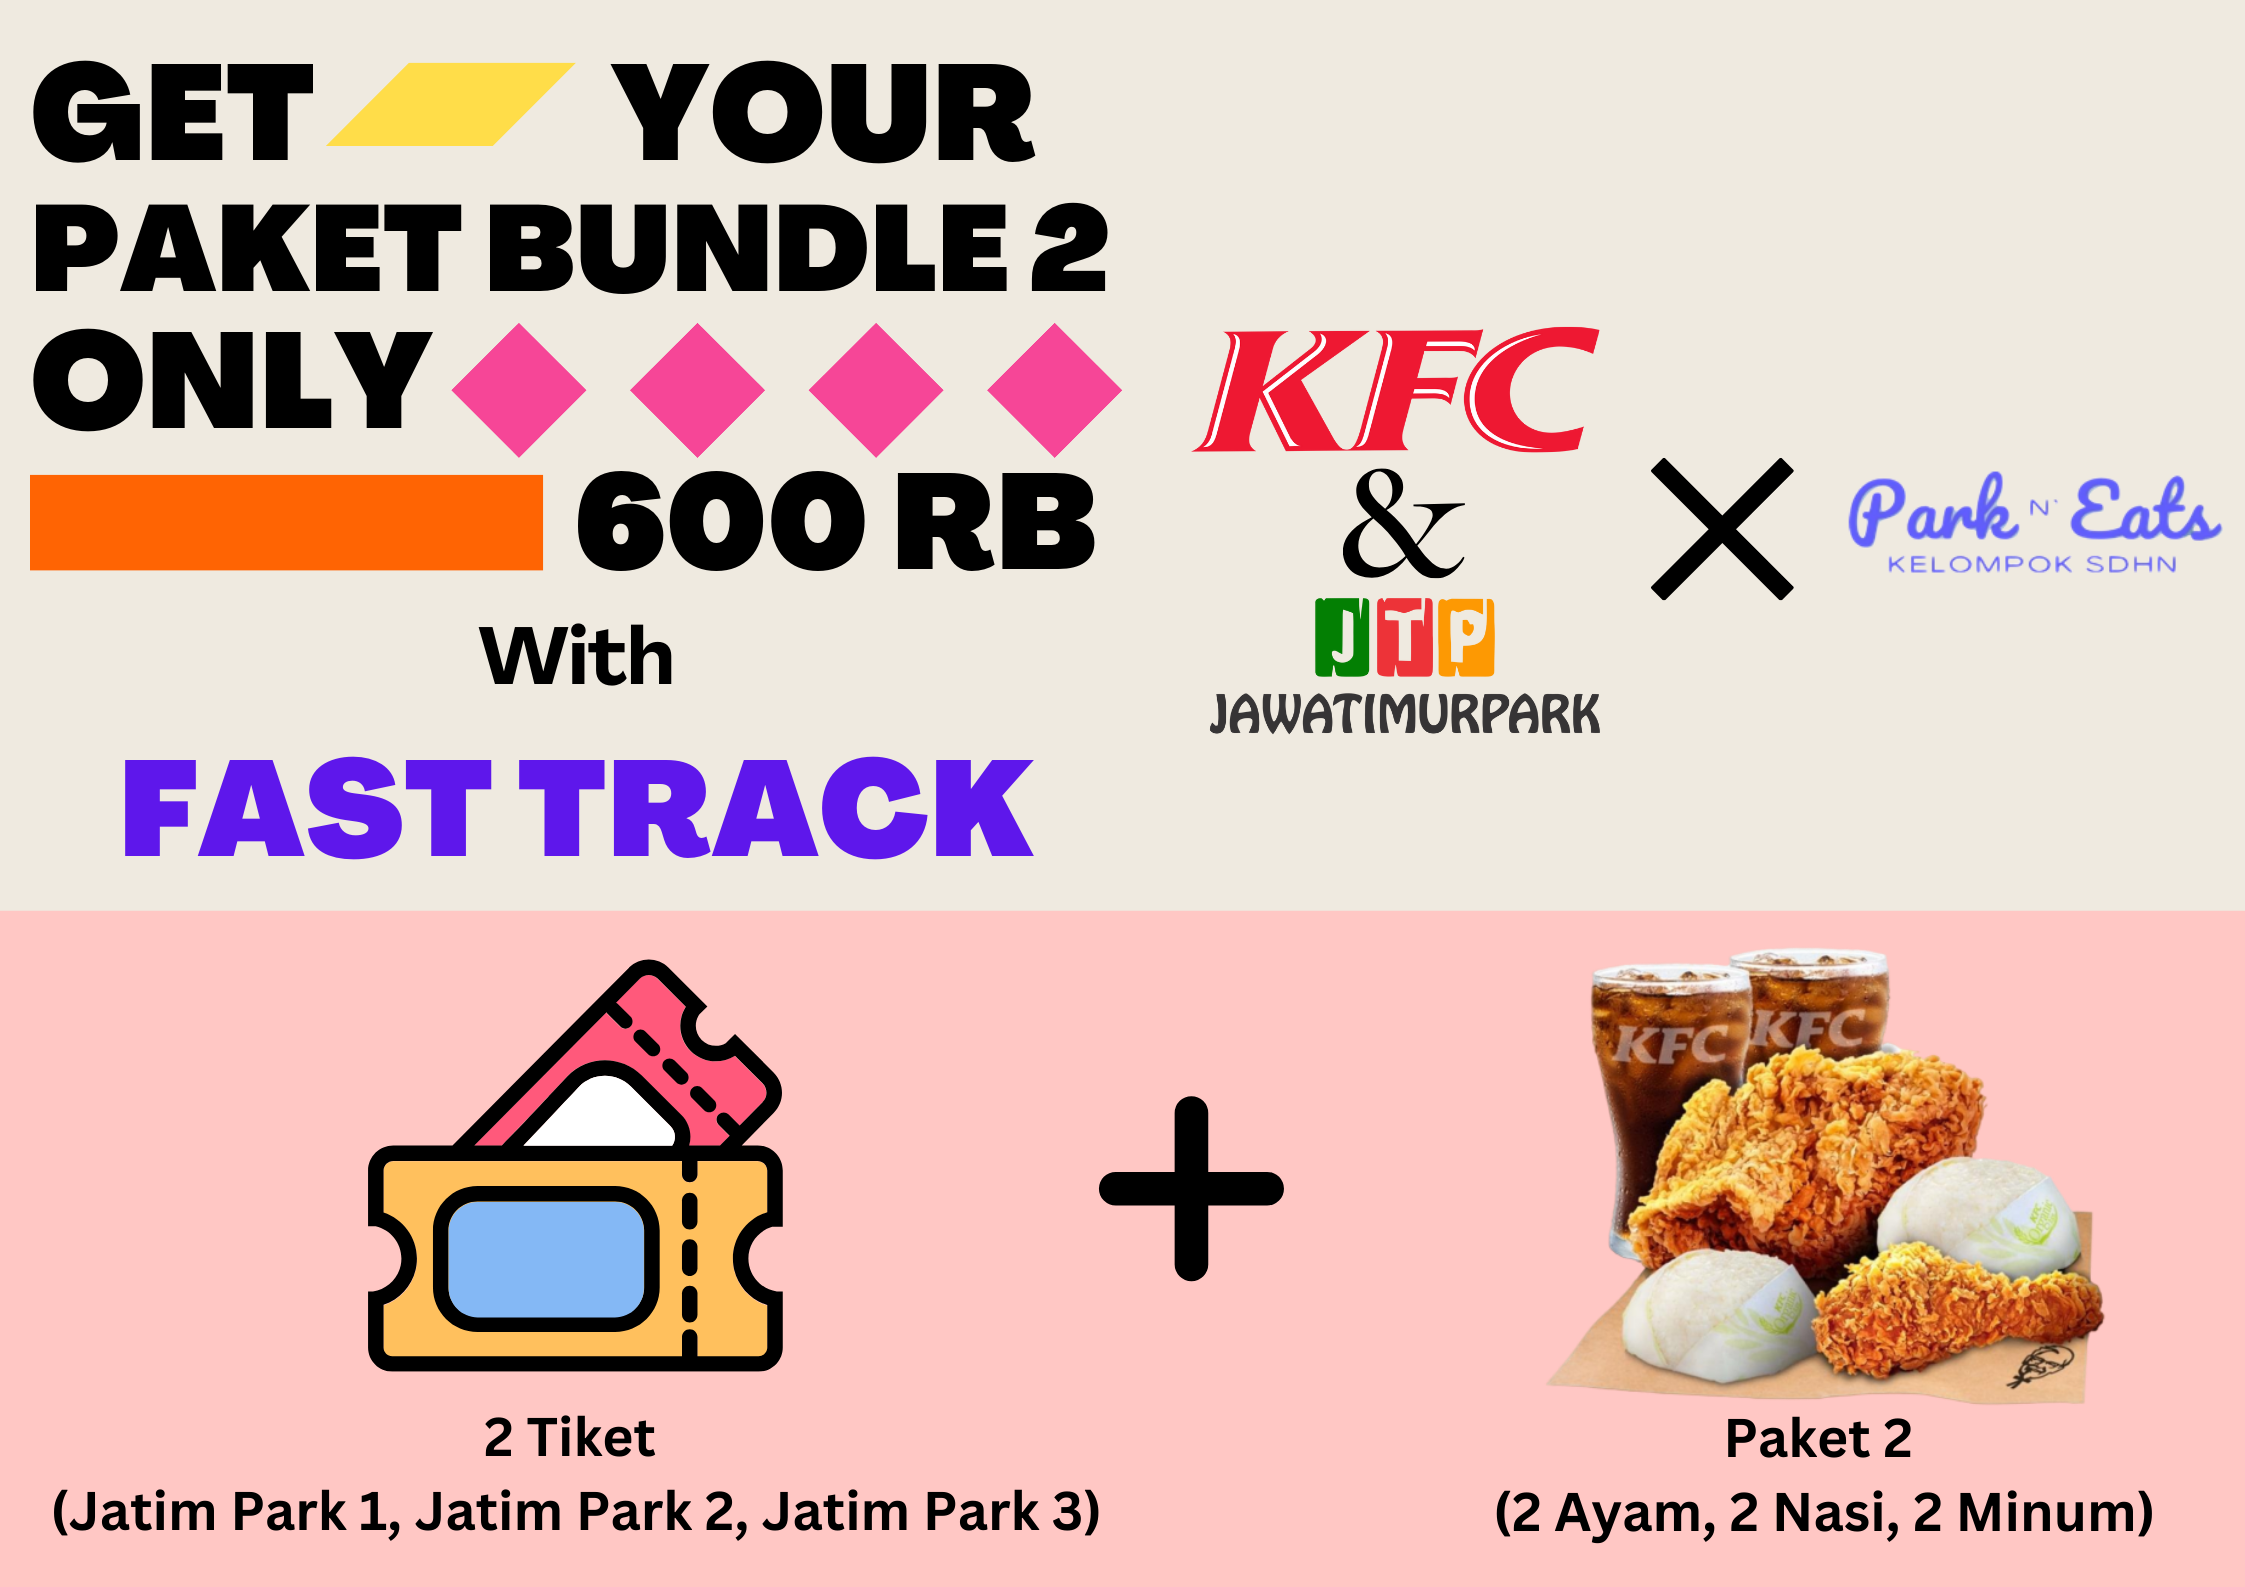 GET YOUR
PAKET BUNDLE 2
ONLY
600 RB
With
FAST TRACK
KFC
&
JTP
JAWATIMURPARK
Park N' Eats
KELOMPOK SDHN
KFC
KFC
2 Tiket
(Jatim Park 1, Jatim Park 2, Jatim Park 3)
Paket 2
(2 Ayam, 2 Nasi, 2 Minum)